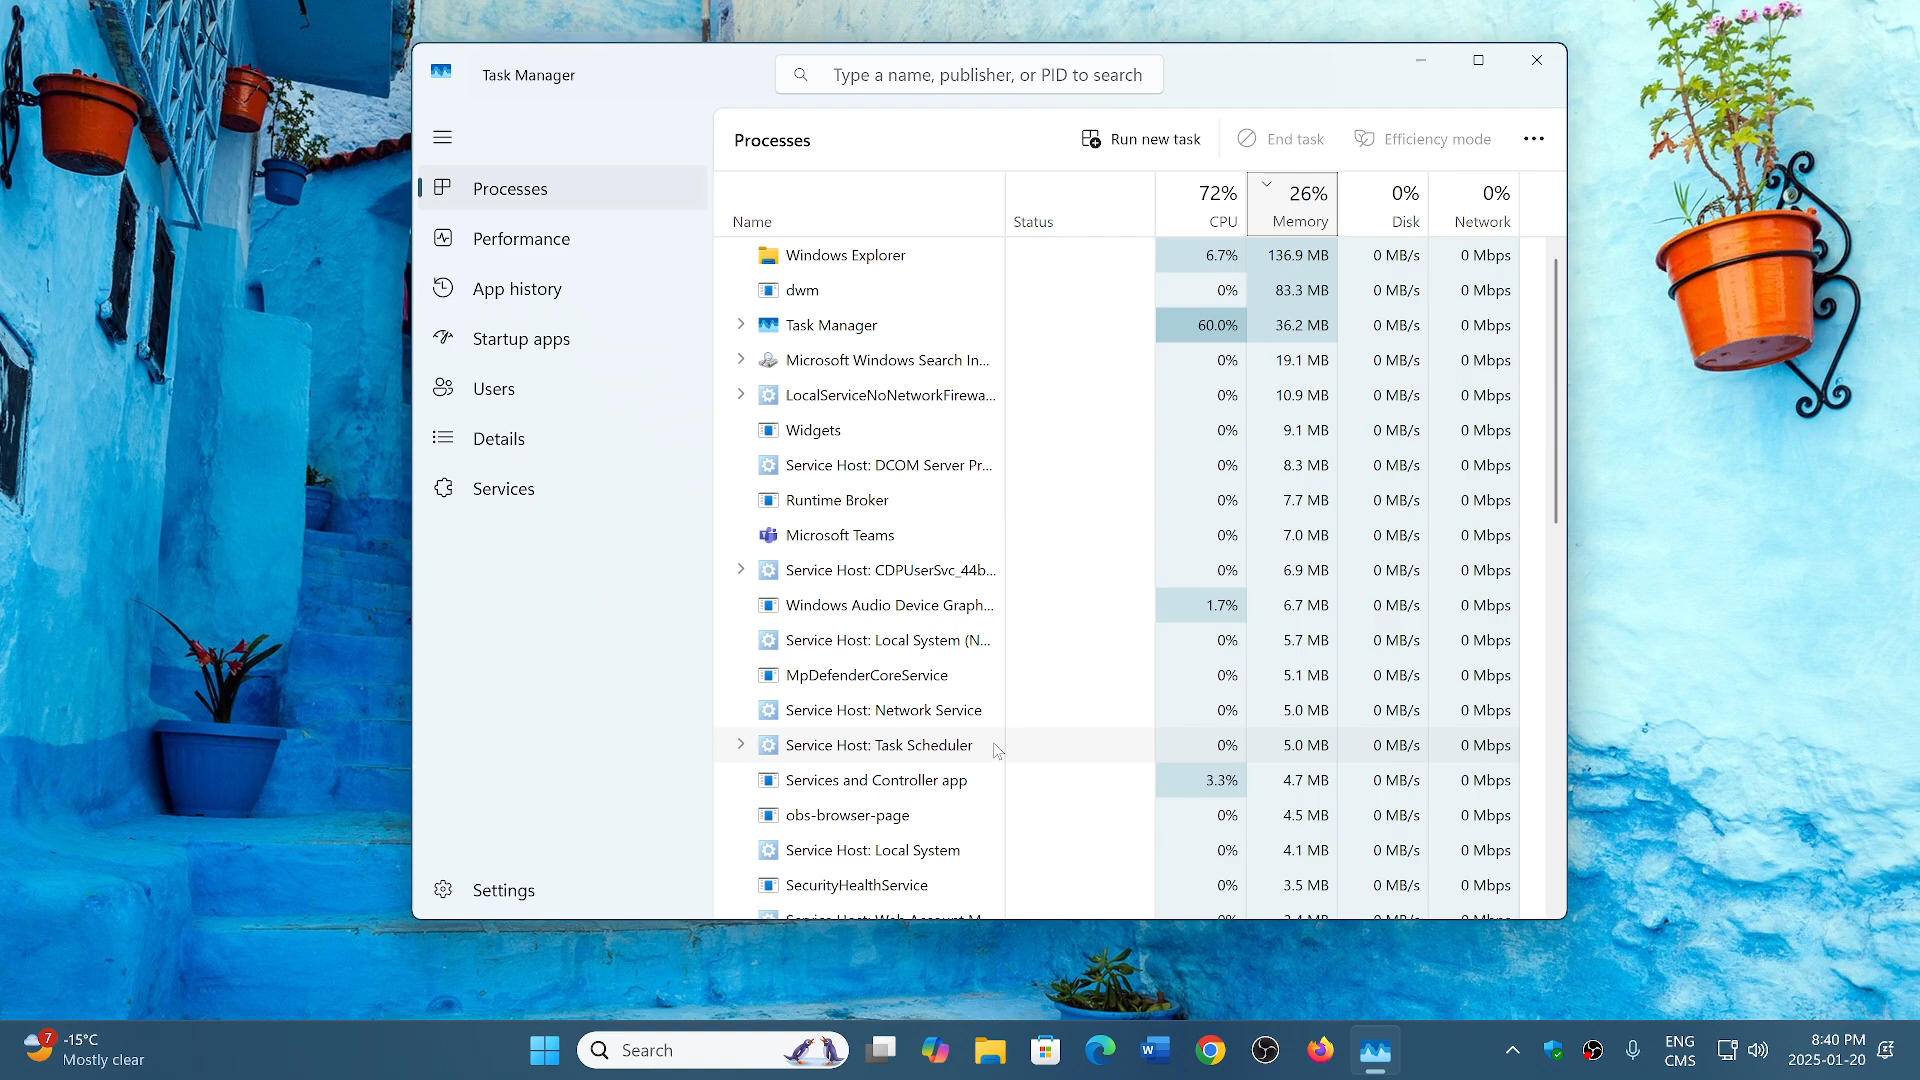 Task Manager
Type a name, publisher, or PID to search
Processes
Run new task
End task
Efficiency mode
Processes
Performance
App history
Startup apps
Users
Details
Services
Settings
72% 26% 0% 0%
Name Status CPU Memory Disk Network
Windows Explorer 6.7% 136.9 MB 0 MB/s 0 Mbps
dwm 0% 83.3 MB 0 MB/s 0 Mbps
Task Manager 60.0% 36.2 MB 0 MB/s 0 Mbps
Microsoft Windows Search In... 0% 19.1 MB 0 MB/s 0 Mbps
LocalServiceNoNetworkFirewa... 0% 10.9 MB 0 MB/s 0 Mbps
Widgets 0% 9.1 MB 0 MB/s 0 Mbps
Service Host: DCOM Server Pr... 0% 8.3 MB 0 MB/s 0 Mbps
Runtime Broker 0% 7.7 MB 0 MB/s 0 Mbps
Microsoft Teams 0% 7.0 MB 0 MB/s 0 Mbps
Service Host: CDPUserSvc_44b... 0% 6.9 MB 0 MB/s 0 Mbps
Windows Audio Device Graph... 1.7% 6.7 MB 0 MB/s 0 Mbps
Service Host: Local System (N... 0% 5.7 MB 0 MB/s 0 Mbps
MpDefenderCoreService 0% 5.1 MB 0 MB/s 0 Mbps
Service Host: Network Service 0% 5.0 MB 0 MB/s 0 Mbps
Service Host: Task Scheduler 0% 5.0 MB 0 MB/s 0 Mbps
Services and Controller app 3.3% 4.7 MB 0 MB/s 0 Mbps
obs-browser-page 0% 4.5 MB 0 MB/s 0 Mbps
Service Host: Local System 0% 4.1 MB 0 MB/s 0 Mbps
SecurityHealthService 0% 3.5 MB 0 MB/s 0 Mbps
7
-15°C
Mostly clear
Search
ENG
CMS
8:40 PM
2025-01-20